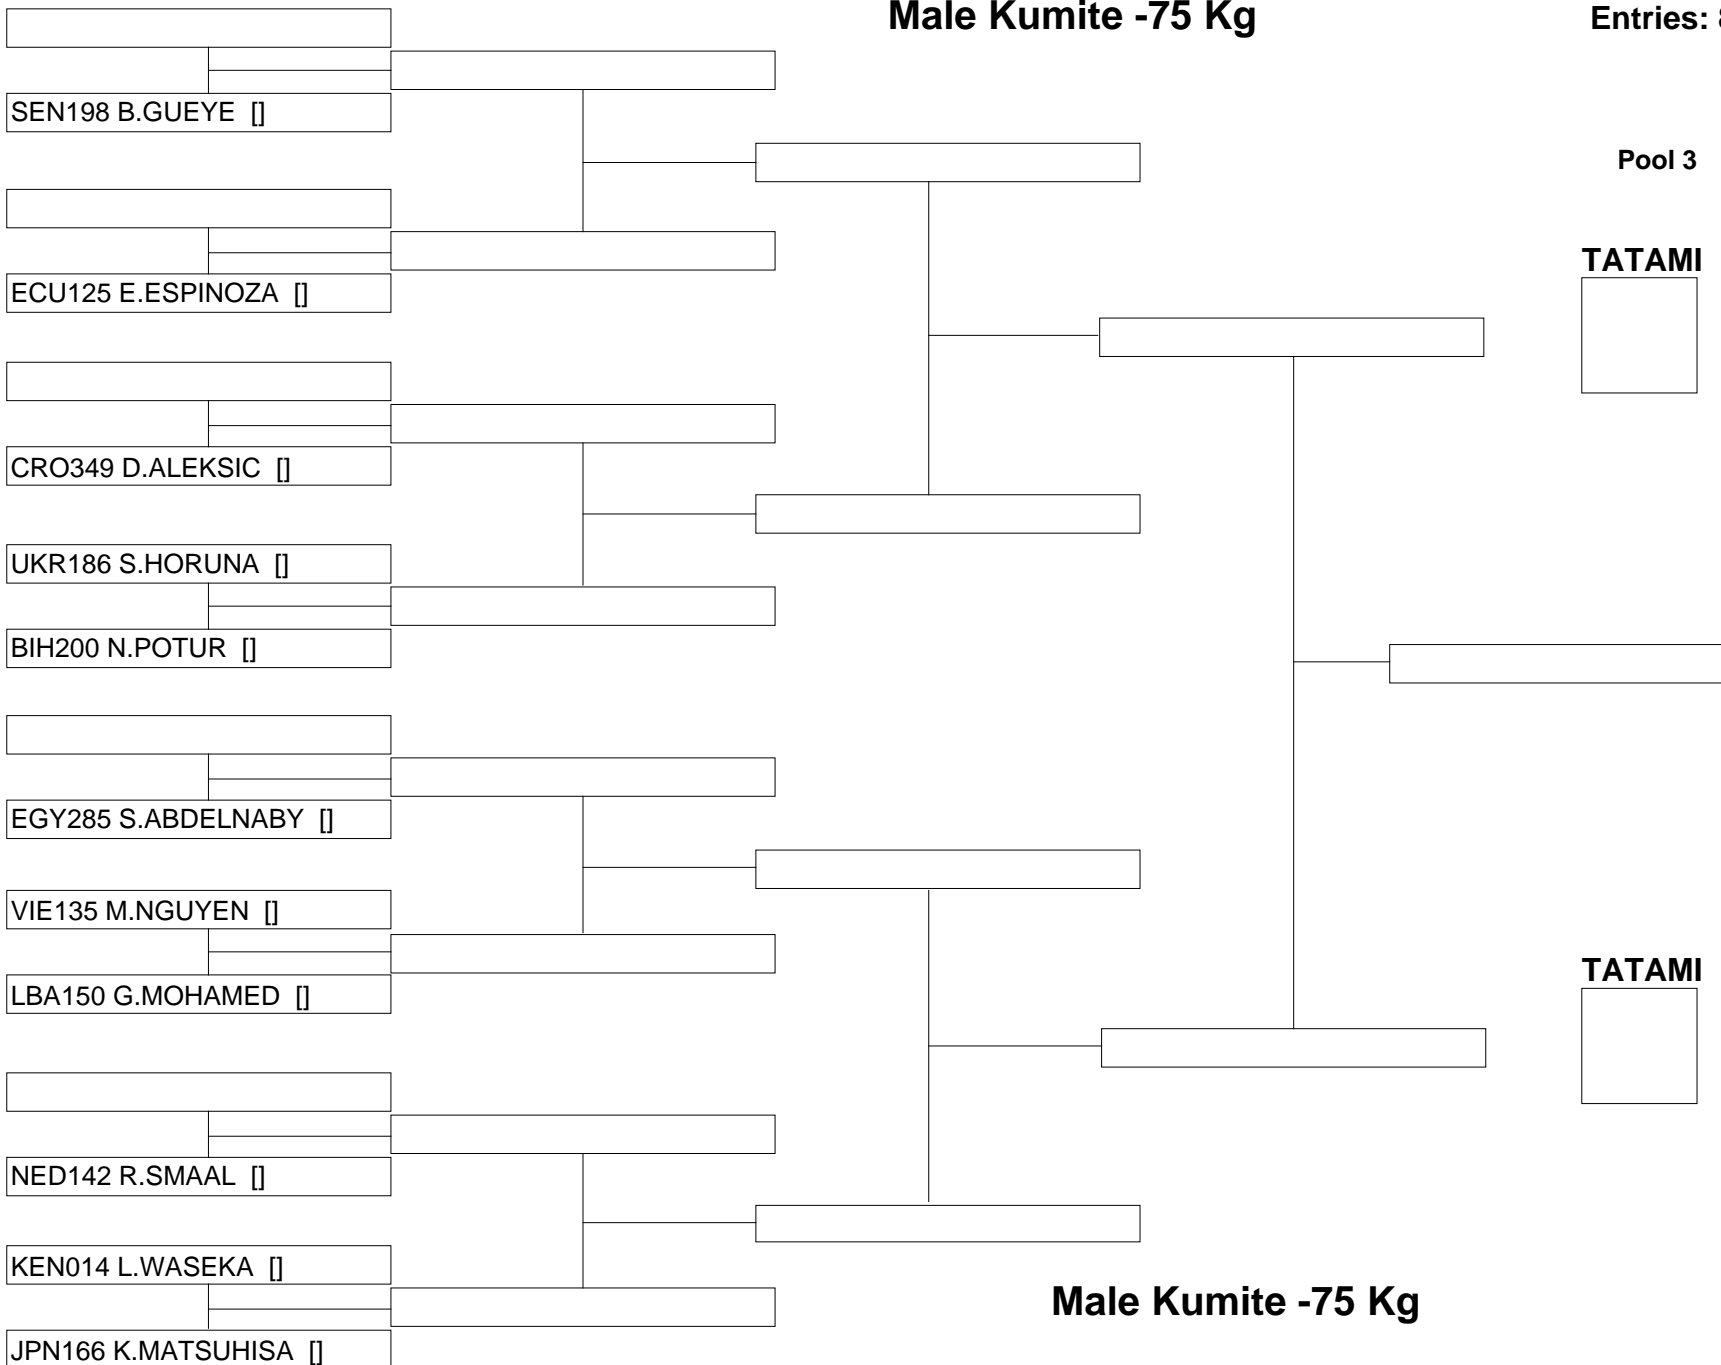 Male Kumite -75 Kg
Entries: 8
SEN198 B.GUEYE []
Pool 3
TATAMI
ECU125 E.ESPINOZA []
CRO349 D.ALEKSIC []
UKR186 S.HORUNA []
BIH200 N.POTUR []
EGY285 S.ABDELNABY []
VIE135 M.NGUYEN []
TATAMI
LBA150 G.MOHAMED []
NED142 R.SMAAL []
KEN014 L.WASEKA []
Male Kumite -75 Kg
JPN166 K.MATSUHISA []